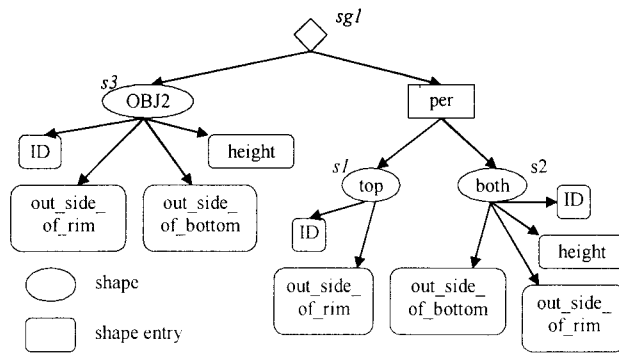 sg1
s3
OBJ2
per
ID
height
s1
top
s2
both
out_side_
of_rim
out_side_
of_bottom
ID
ID
height
shape
out_side_
of_rim
out_side_
of_bottom
out_side_
of_rim
shape entry